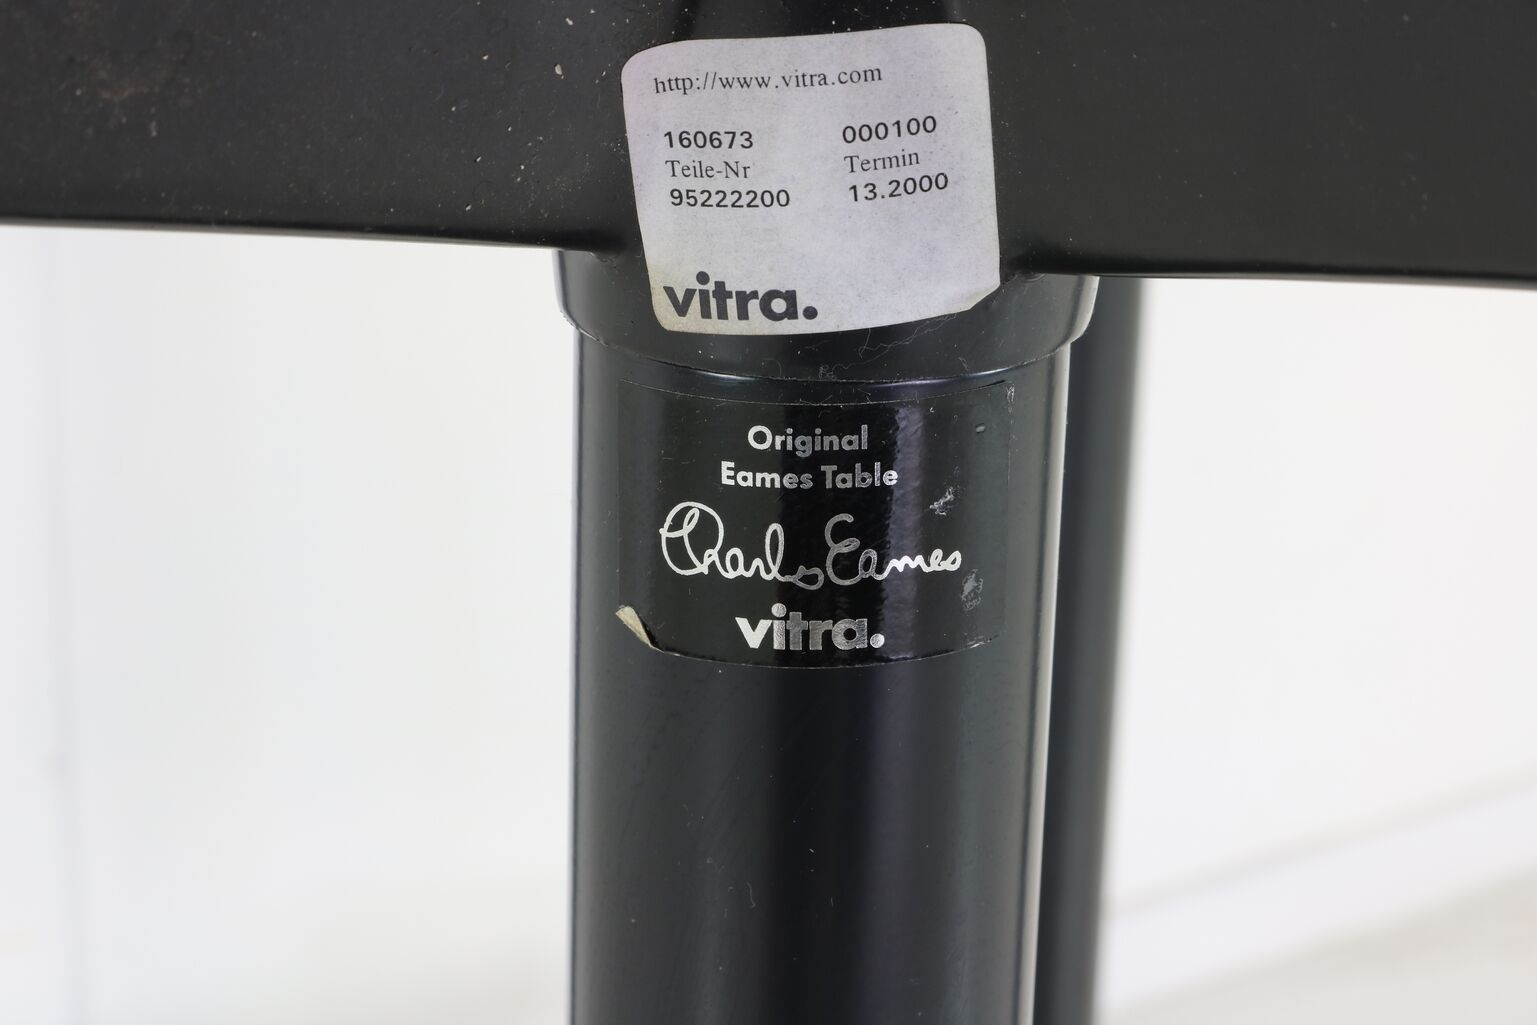 http://www.vitra.com
160673 000100
Teile-Nr Termin
95222200 13.2000
vitra.
Original
Eames Table
Charles Eames
vitra.